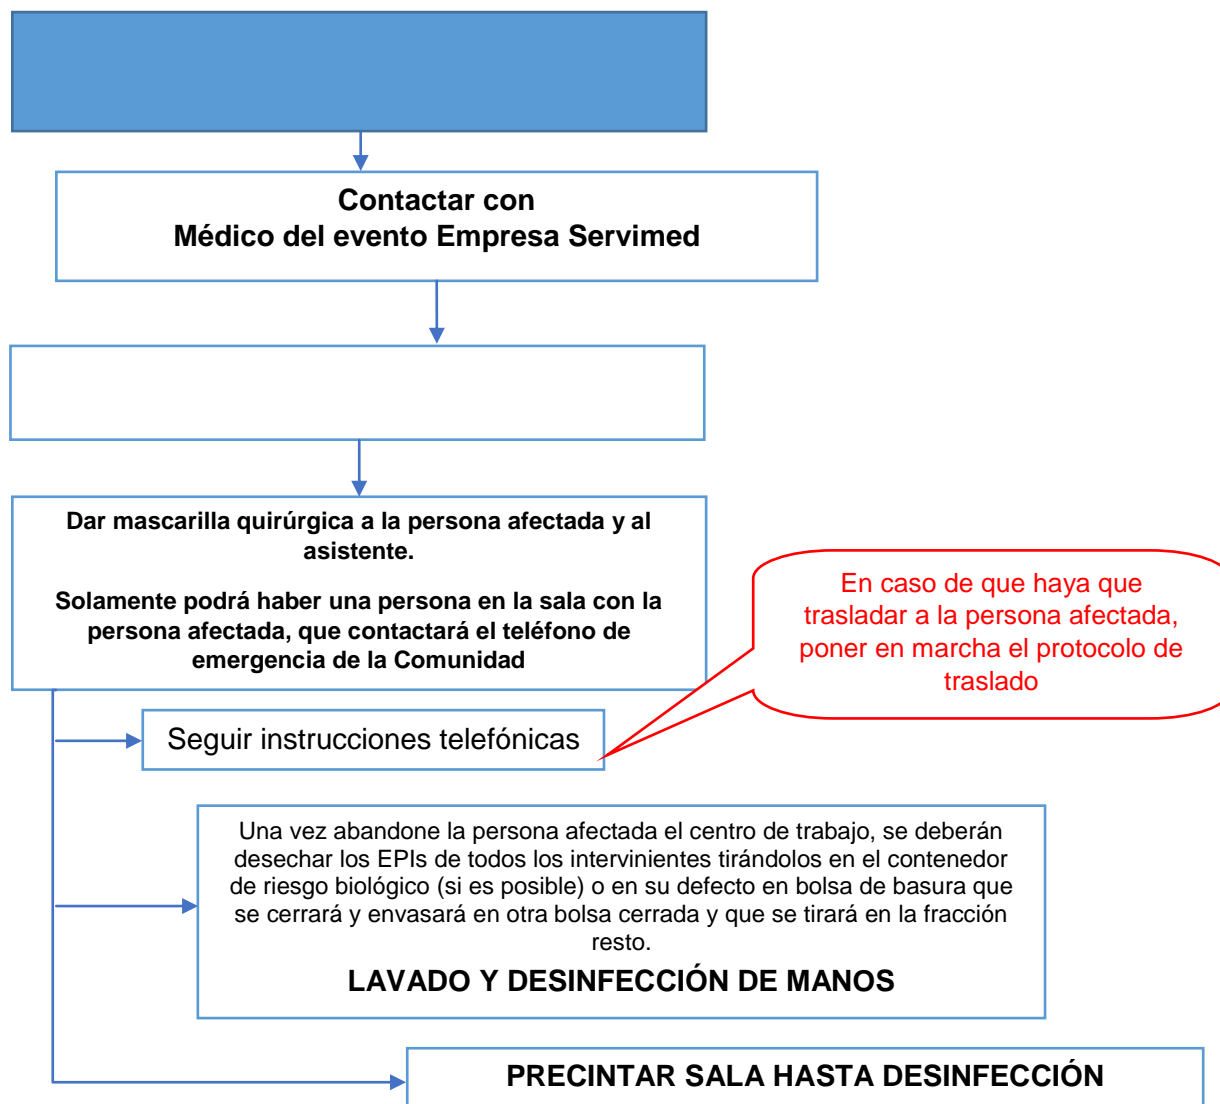 Contactar con
Médico del evento Empresa Servimed
Dar mascarilla quirúrgica a la persona afectada y al
asistente.
Solamente podrá haber una persona en la sala con la
persona afectada, que contactará el teléfono de
emergencia de la Comunidad
En caso de que haya que
trasladar a la persona afectada,
poner en marcha el protocolo de
traslado
Seguir instrucciones telefónicas
Una vez abandone la persona afectada el centro de trabajo, se deberán
desechar los EPIs de todos los intervinientes tirándolos en el contenedor
de riesgo biológico (si es posible) o en su defecto en bolsa de basura que
se cerrará y envasará en otra bolsa cerrada y que se tirará en la fracción
resto.
LAVADO Y DESINFECCIÓN DE MANOS
PRECINTAR SALA HASTA DESINFECCIÓN